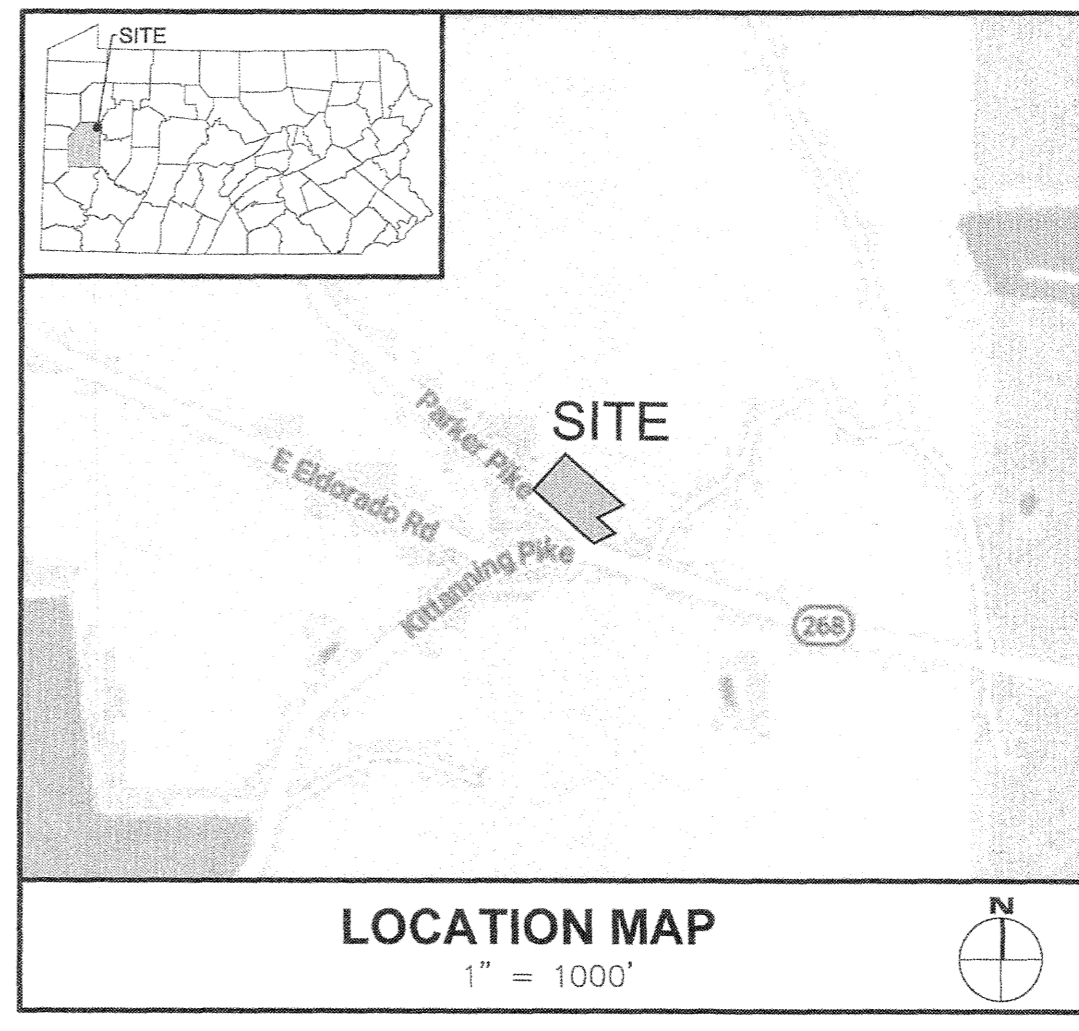 SITE
SITE
Parker Pike
E Eldorado Rd
Kittanning Pike
268
LOCATION MAP
1" = 1000'
N